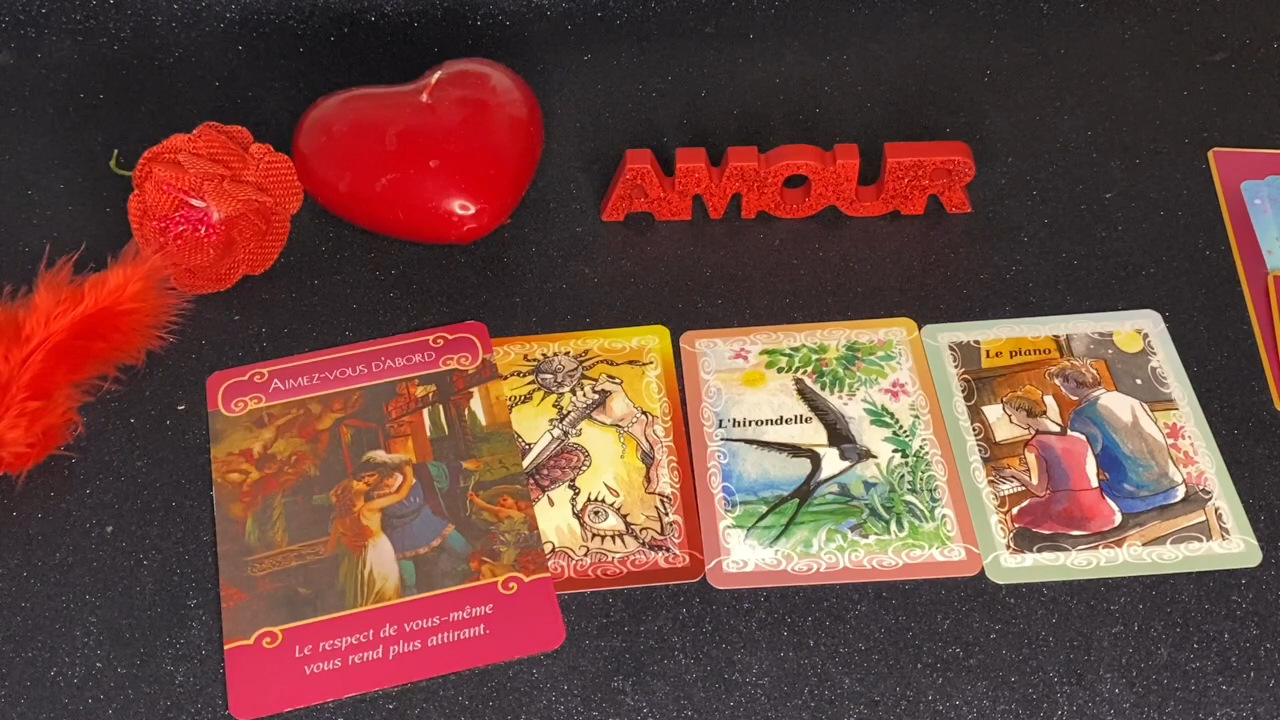 AMOUR
AIMEZ-VOUS D'ABORD
Le respect de vous-même
vous rend plus attirant.
L'hirondelle
Le piano